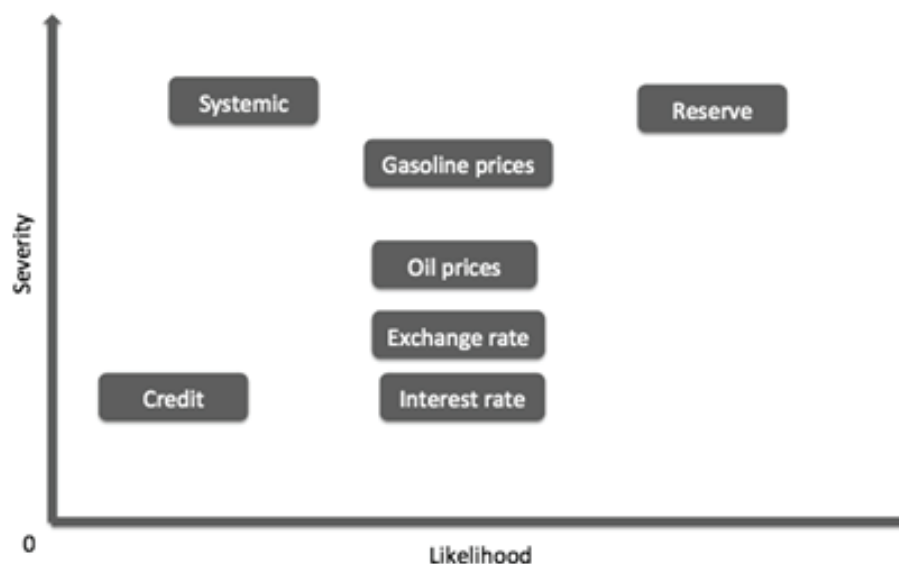 Systemic
Reserve
Gasoline prices
Severity
Oil prices
Exchange rate
Credit
Interest rate
0
Likelihood